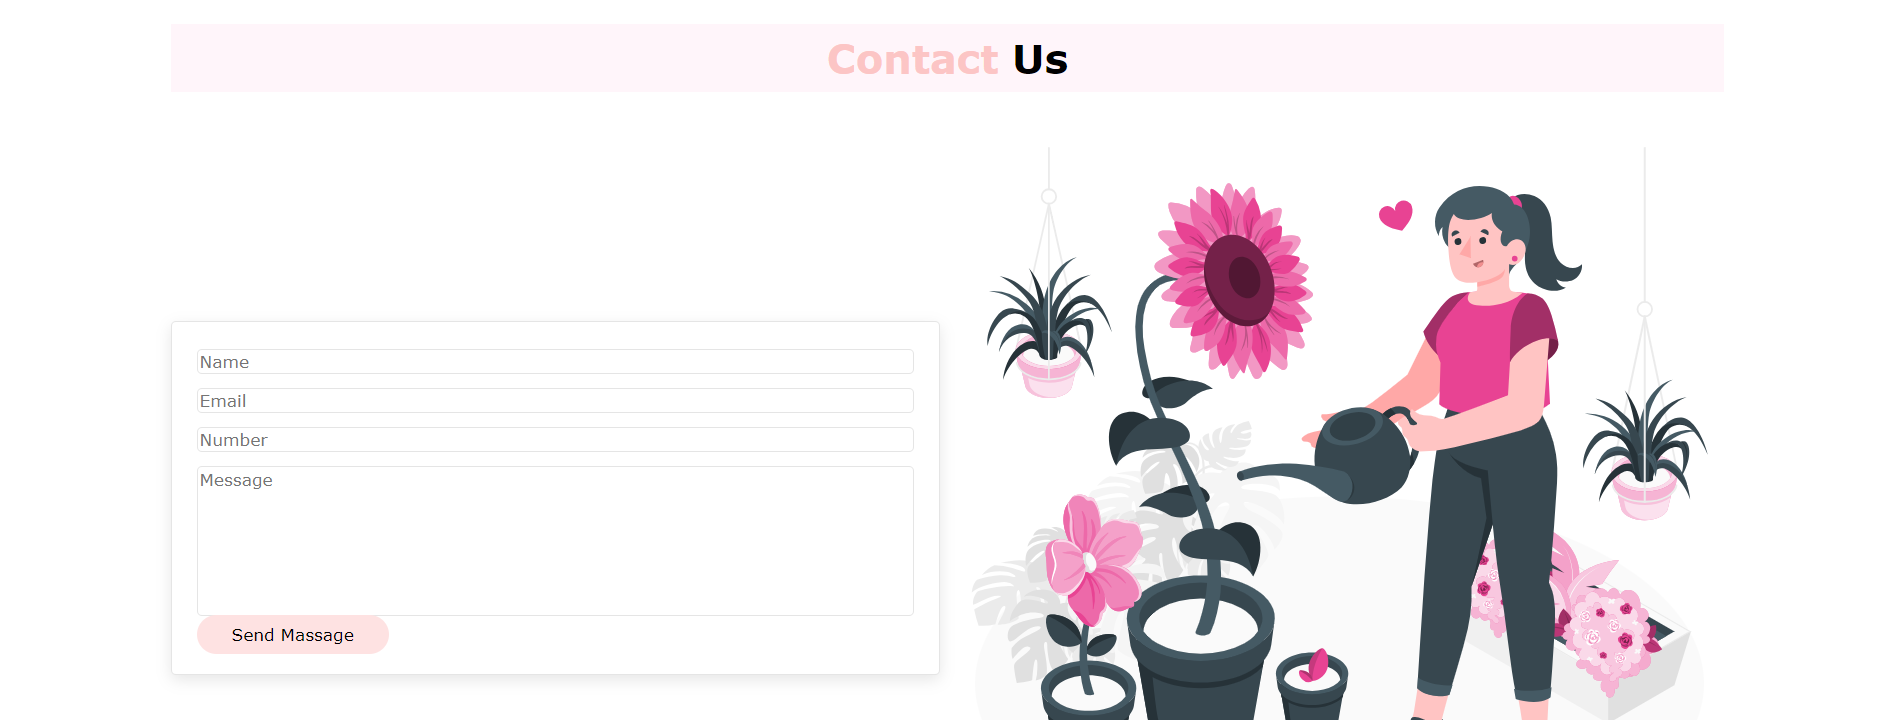 Contact Us
Name
Email
Number
Message
Send Massage